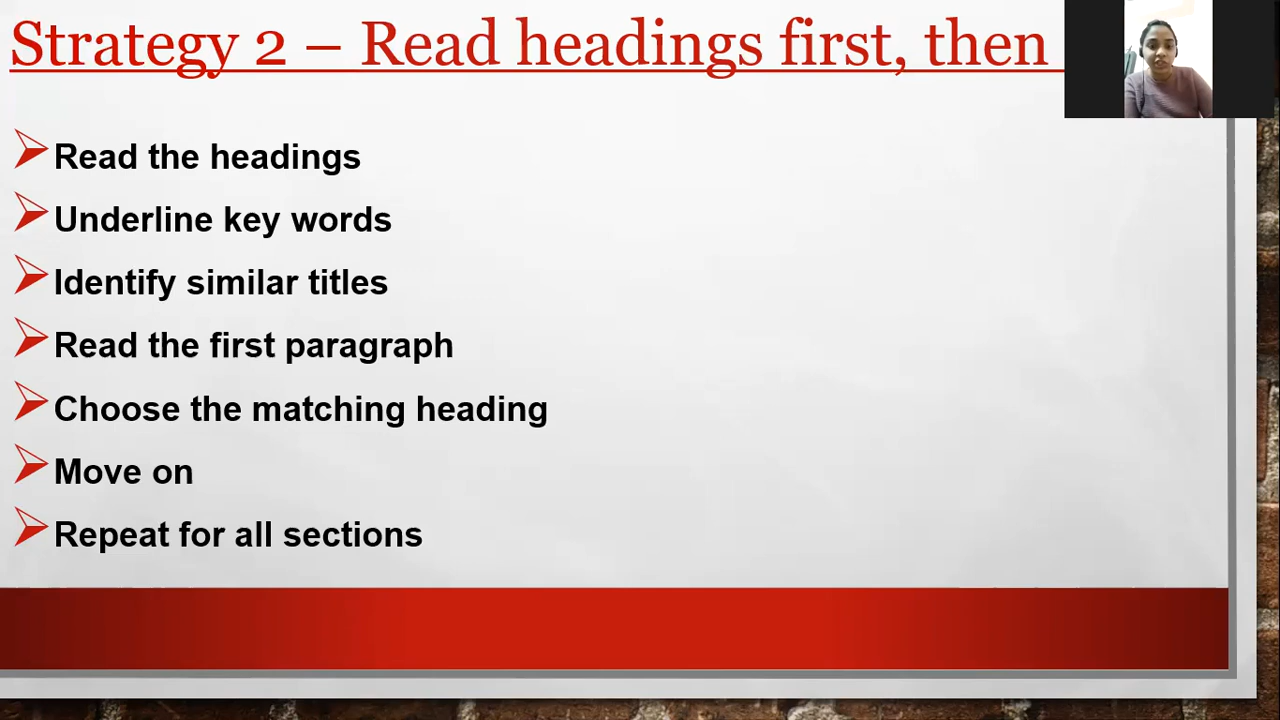 Strategy 2 – Read headings first, then
Read the headings
Underline key words
Identify similar titles
Read the first paragraph
Choose the matching heading
Move on
Repeat for all sections